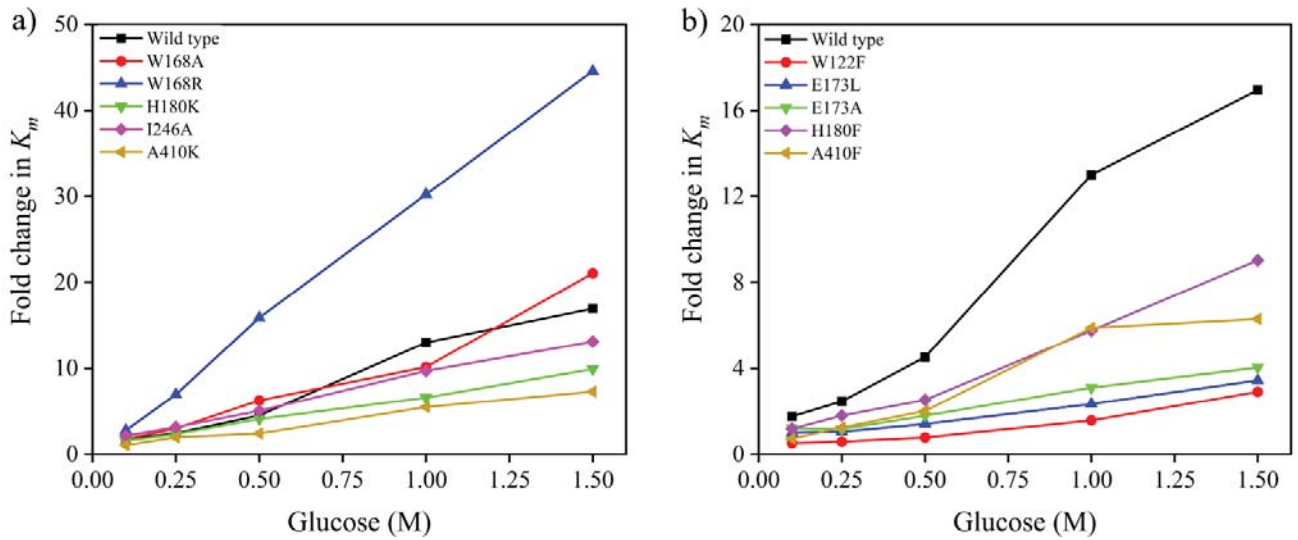 a)
Fold change in Km
50
40
30
20
10
0
Wild type
W168A
W168R
H180K
I246A
A410K
0.00 0.25 0.50 0.75 1.00 1.25 1.50
Glucose (M)
b)
Fold change in Km
20
16
12
8
4
0
Wild type
W122F
E173L
E173A
H180F
A410F
0.00 0.25 0.50 0.75 1.00 1.25 1.50
Glucose (M)